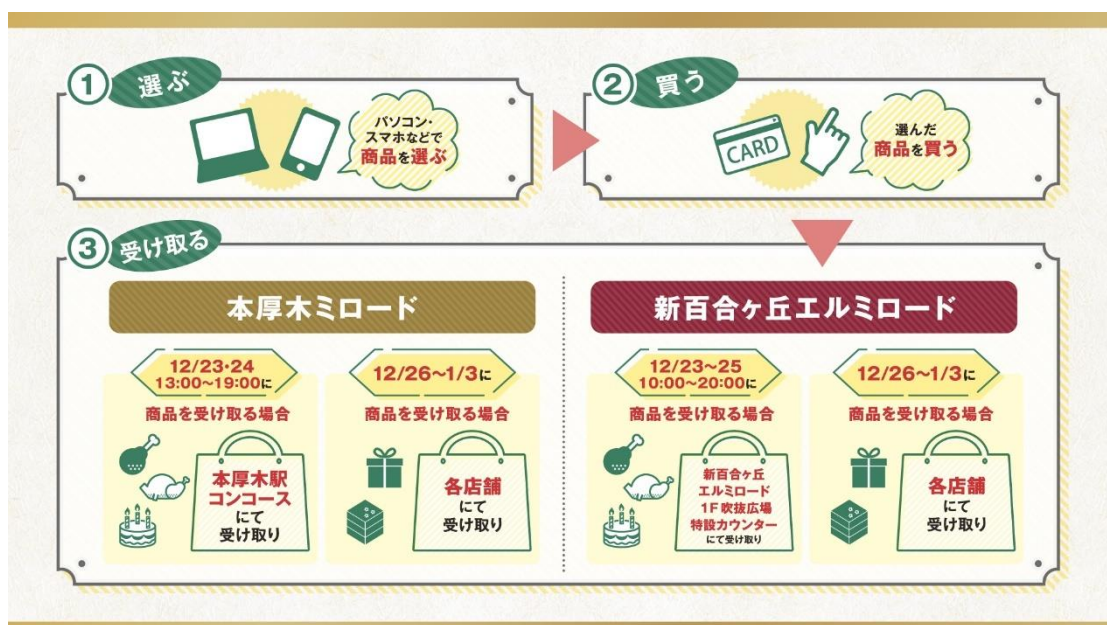 ① 選ぶ
パソコン・
スマホなどで
商品を選ぶ
② 買う
CARD
選んだ
商品を買う
③ 受け取る
本厚木ミロード
12/23・24
13:00〜19:00に
商品を受け取る場合
本厚木駅
コンコース
にて
受け取り
12/26〜1/3に
商品を受け取る場合
各店舗
にて
受け取り
新百合ヶ丘エルミロード
12/23〜25
10:00〜20:00に
商品を受け取る場合
新百合ヶ丘
エルミロード
1F 吹抜広場
特設カウンター
にて受け取り
12/26〜1/3に
商品を受け取る場合
各店舗
にて
受け取り